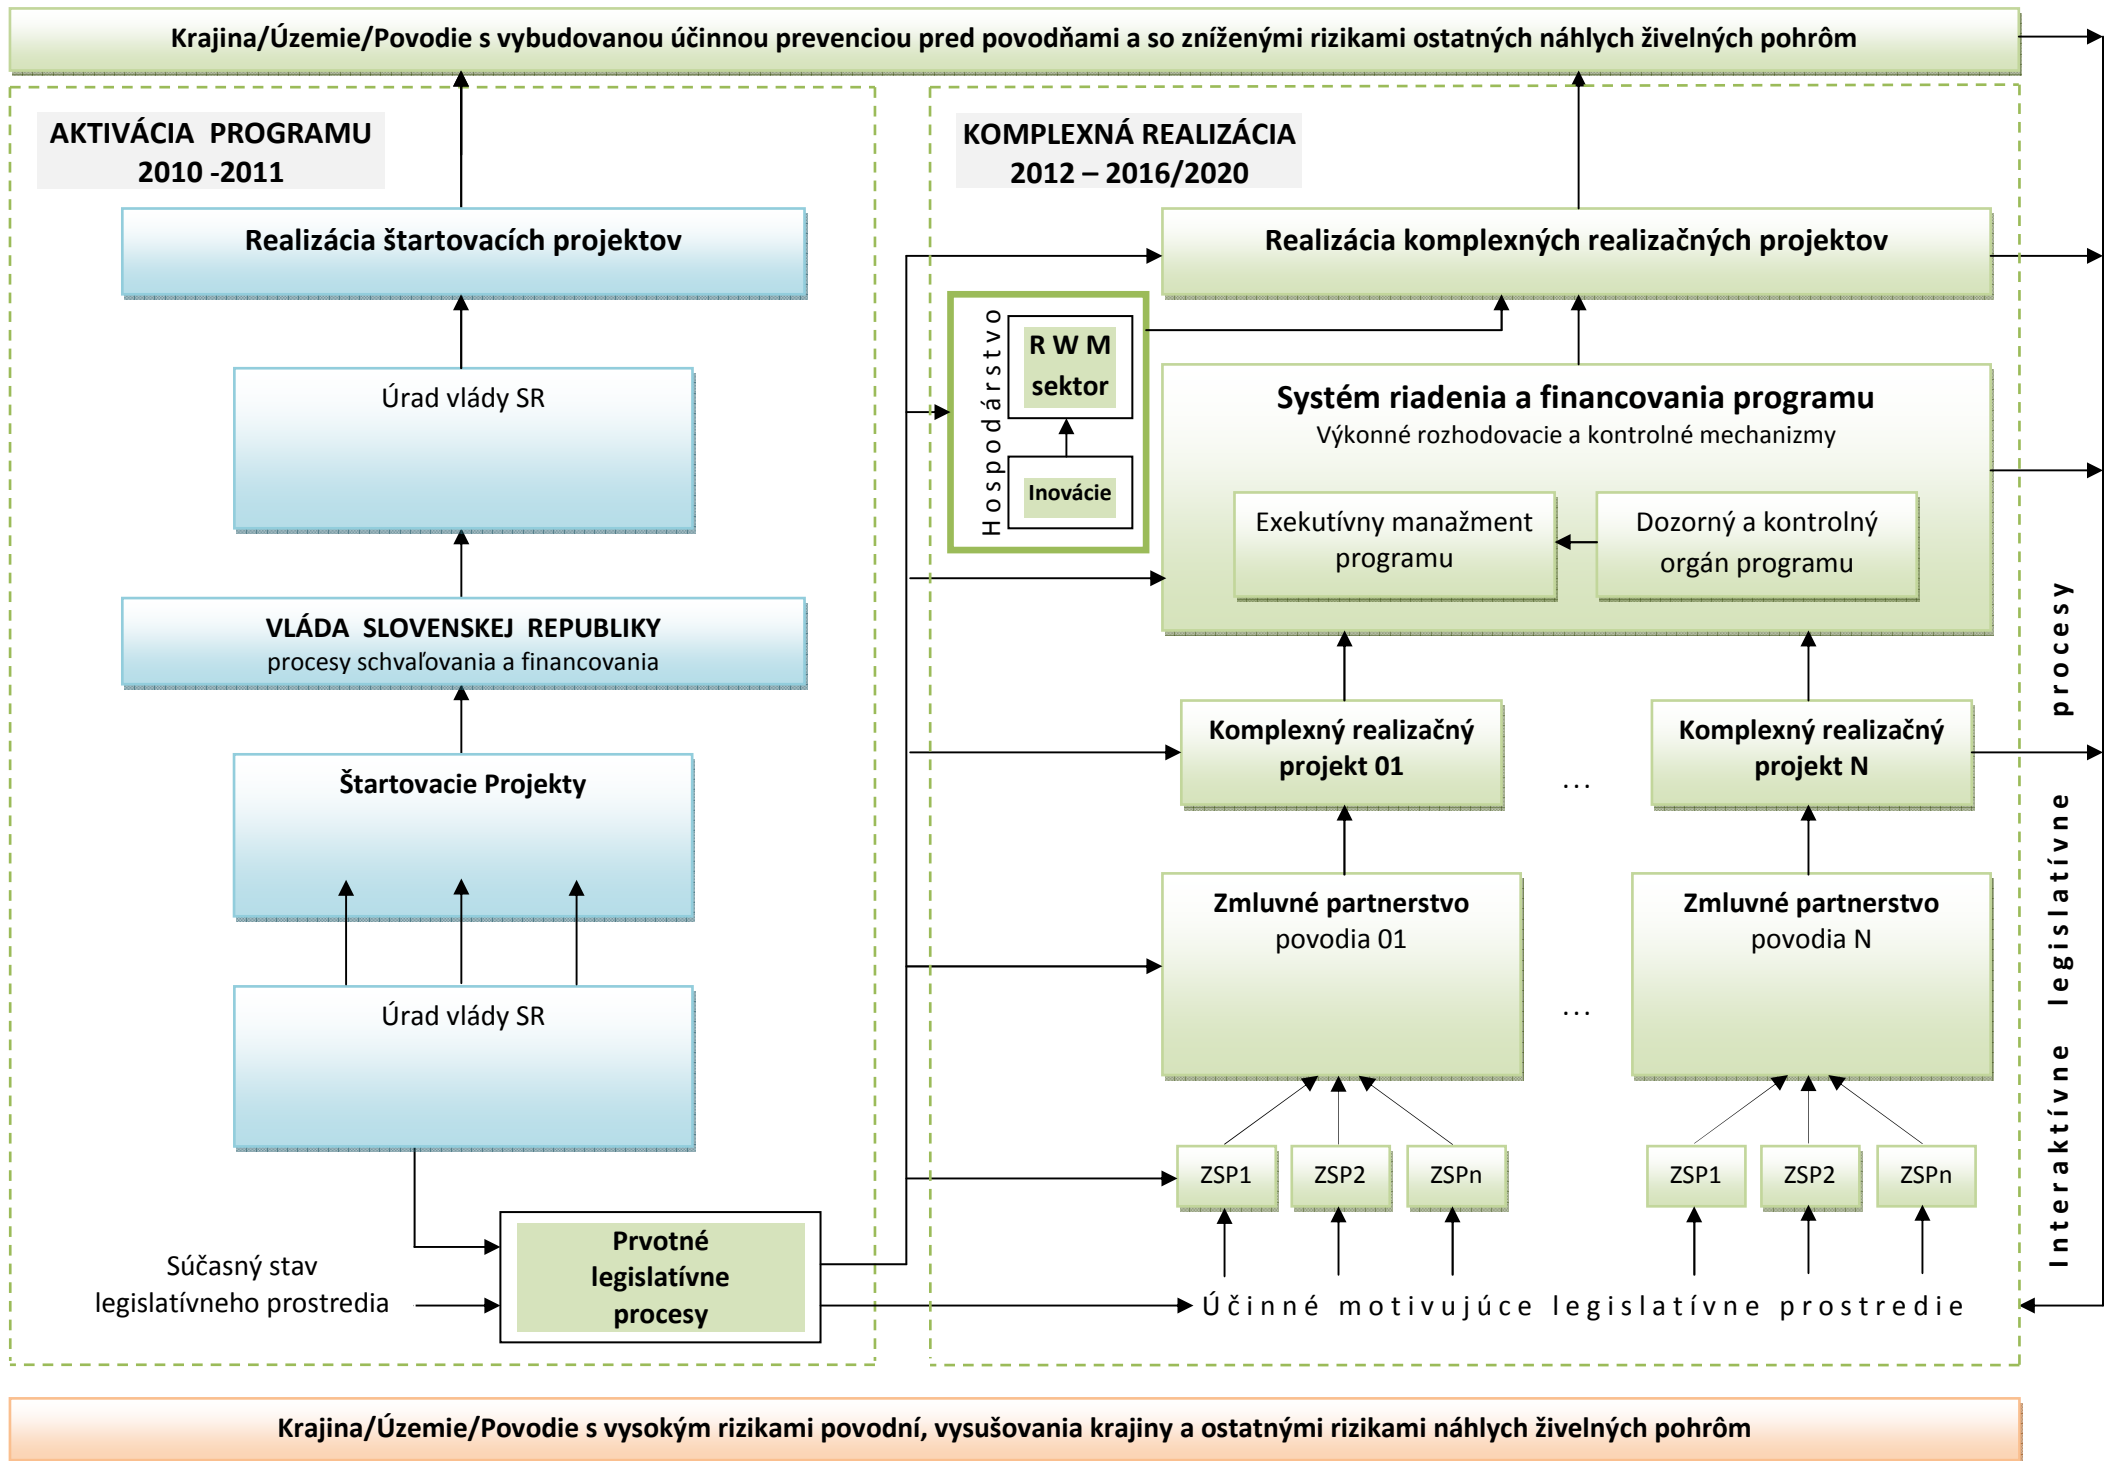 Krajina/Územie/Povodie s vybudovanou účinnou prevenciou pred povodňami a so zníženými rizikami ostatných náhlych živelných pohrôm
AKTIVÁCIA PROGRAMU
2010 -2011
Realizácia štartovacích projektov
Úrad vlády SR
VLÁDA SLOVENSKEJ REPUBLIKY
procesy schvaľovania a financovania
Štartovacie Projekty
Úrad vlády SR
Súčasný stav
legislatívneho prostredia
Prvotné
legislatívne
procesy
KOMPLEXNÁ REALIZÁCIA
2012 – 2016/2020
Realizácia komplexných realizačných projektov
Hospodárstvo
R W M
sektor
Inovácie
Systém riadenia a financovania programu
Výkonné rozhodovacie a kontrolné mechanizmy
Exekutívny manažment
programu
Dozorný a kontrolný
orgán programu
Komplexný realizačný
projekt 01
...
Komplexný realizačný
projekt N
Zmluvné partnerstvo
povodia 01
...
Zmluvné partnerstvo
povodia N
ZSP1
ZSP2
ZSPn
ZSP1
ZSP2
ZSPn
Účinné motivujúce legislatívne prostredie
Interaktívne legislatívne procesy
Krajina/Územie/Povodie s vysokým rizikami povodní, vysušovania krajiny a ostatnými rizikami náhlych živelných pohrôm